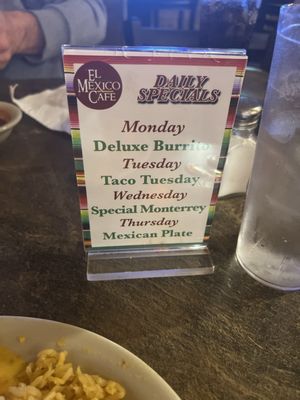 EL
MEXICO
CAFE
DAILY
SPECIALS
Monday
Deluxe Burrito
Tuesday
Taco Tuesday
Wednesday
Special Monterrey
Thursday
Mexican Plate